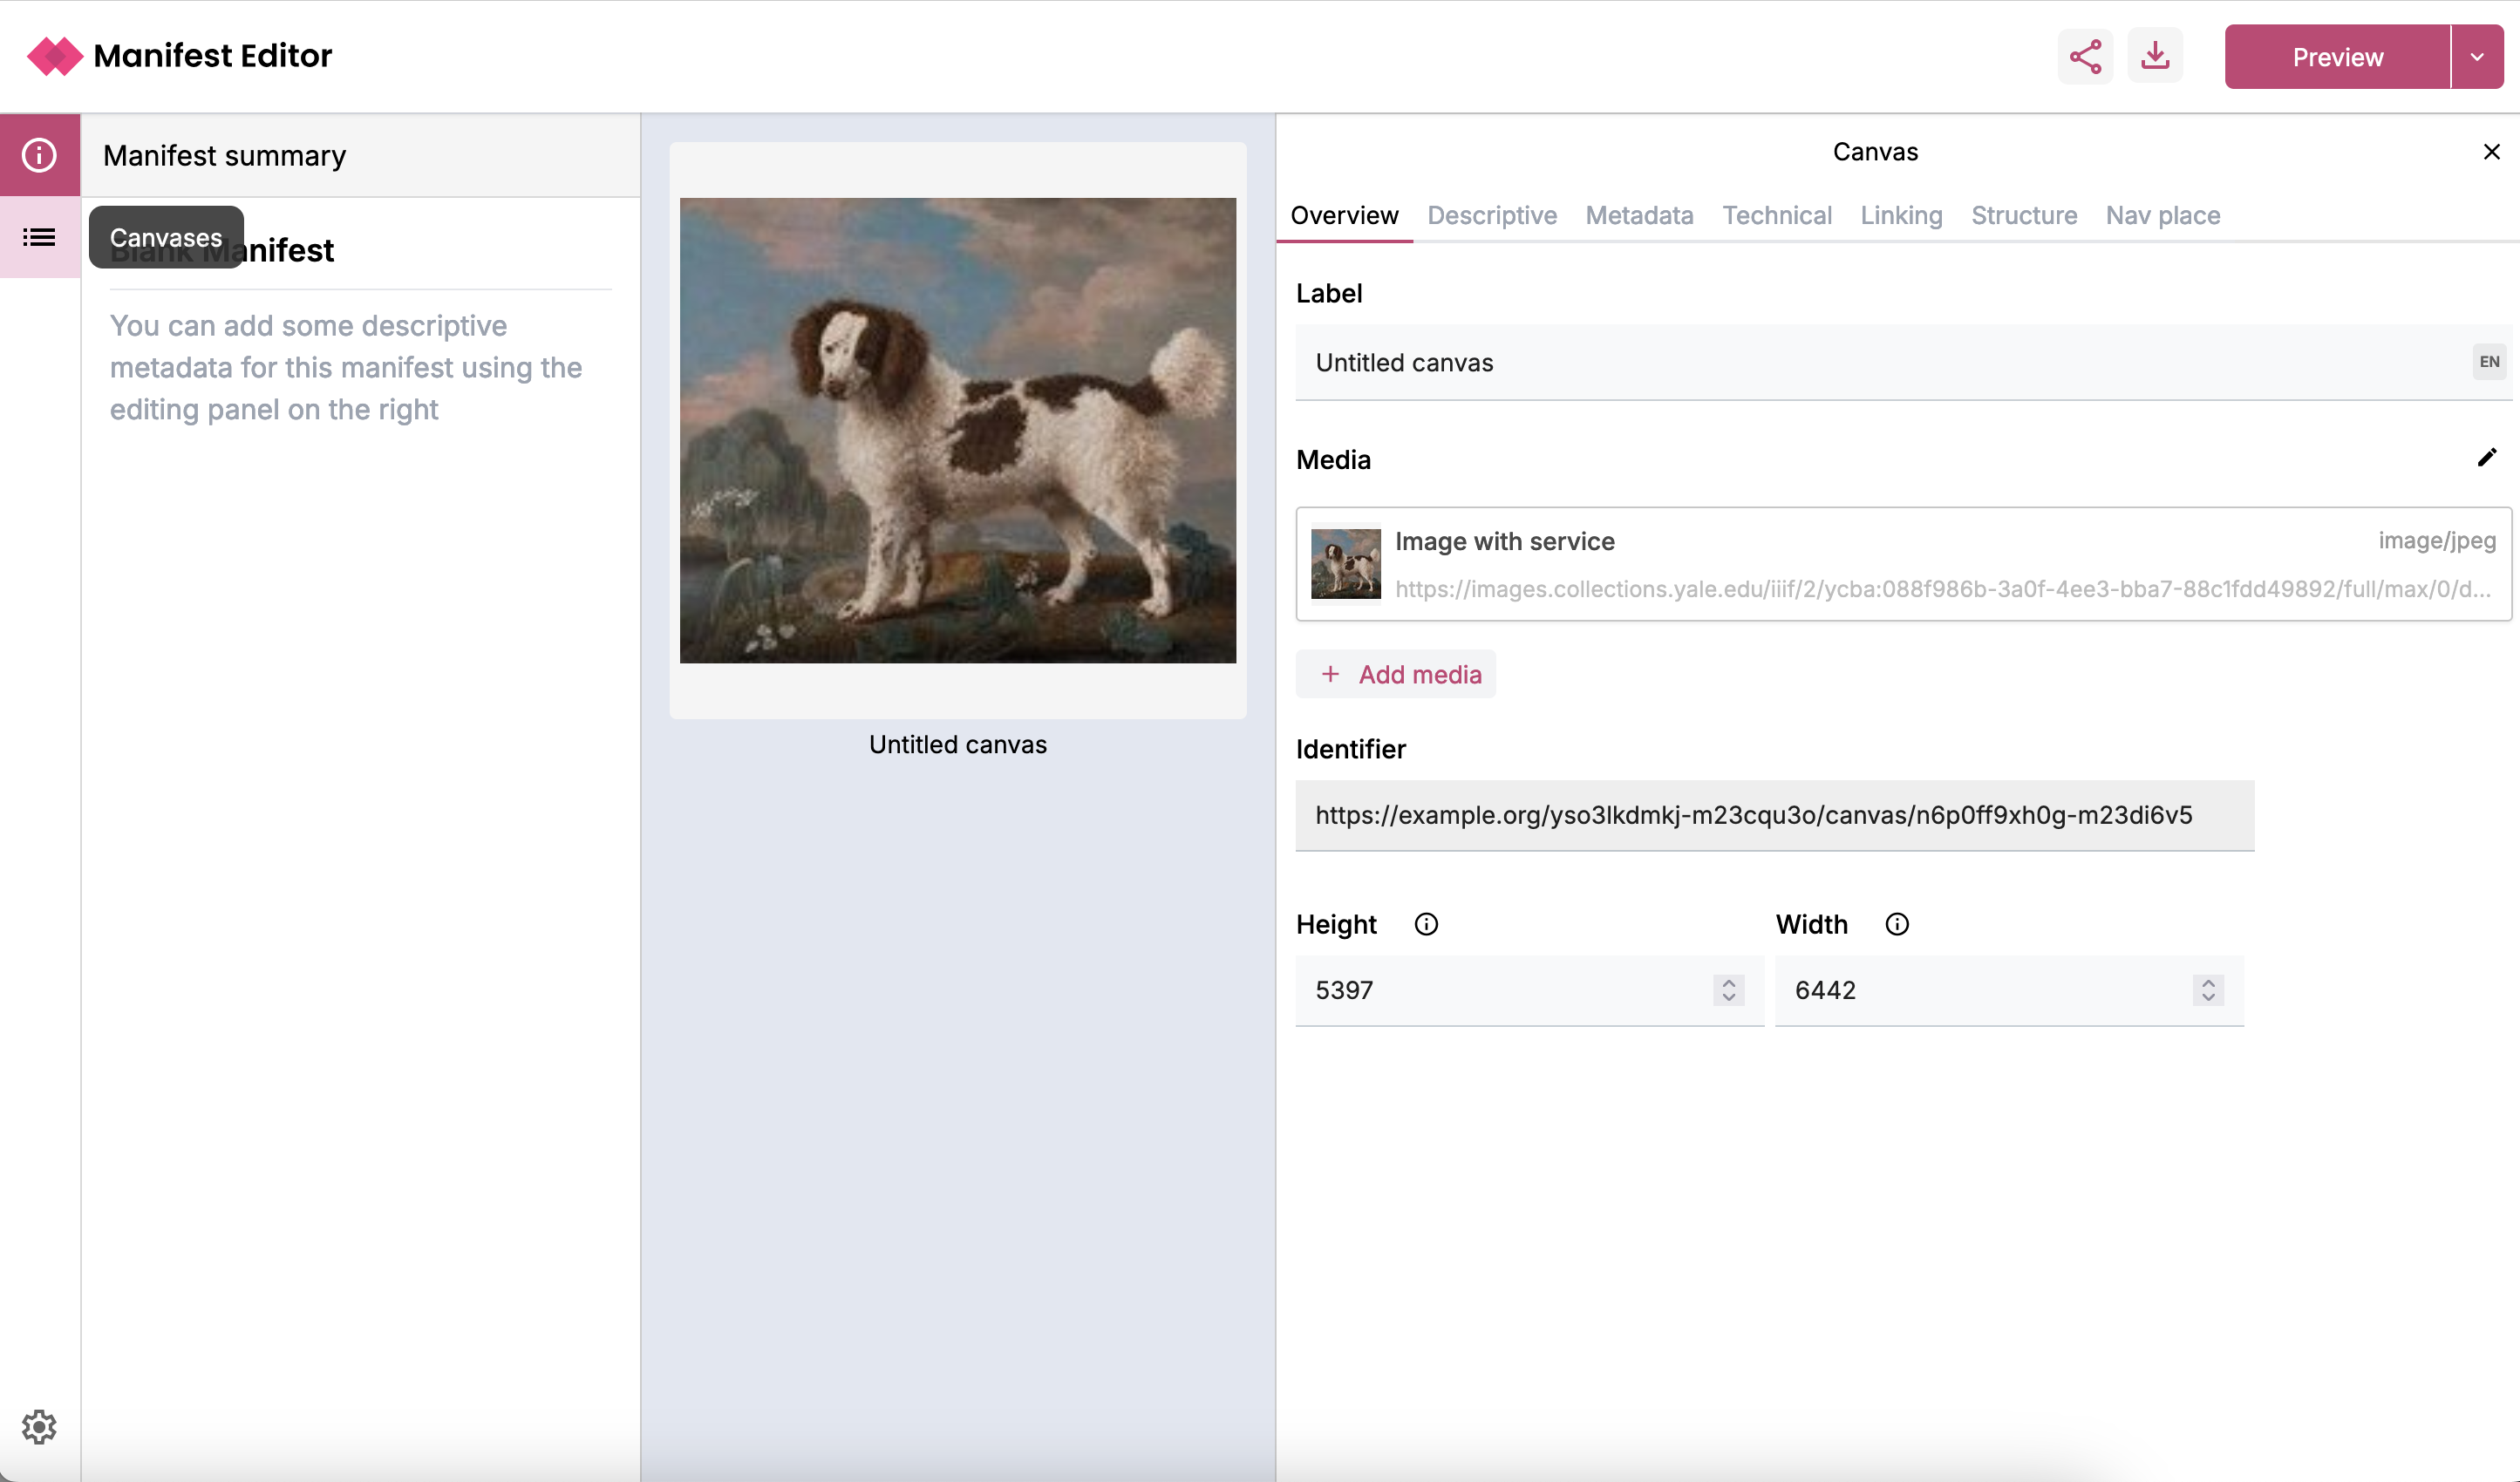 Manifest Editor
Preview
Manifest summary
Canvases
Blank Manifest
You can add some descriptive
metadata for this manifest using the
editing panel on the right
Untitled canvas
Canvas
Overview Descriptive Metadata Technical Linking Structure Nav place
Label
Untitled canvas EN
Media
Image with service image/jpeg
https://images.collections.yale.edu/iiif/2/ycba:088f986b-3a0f-4ee3-bba7-88c1fdd49892/full/max/0/d...
+ Add media
Identifier
https://example.org/yso3lkdmkj-m23cqu3o/canvas/n6p0ff9xh0g-m23di6v5
Height Width
5397 6442